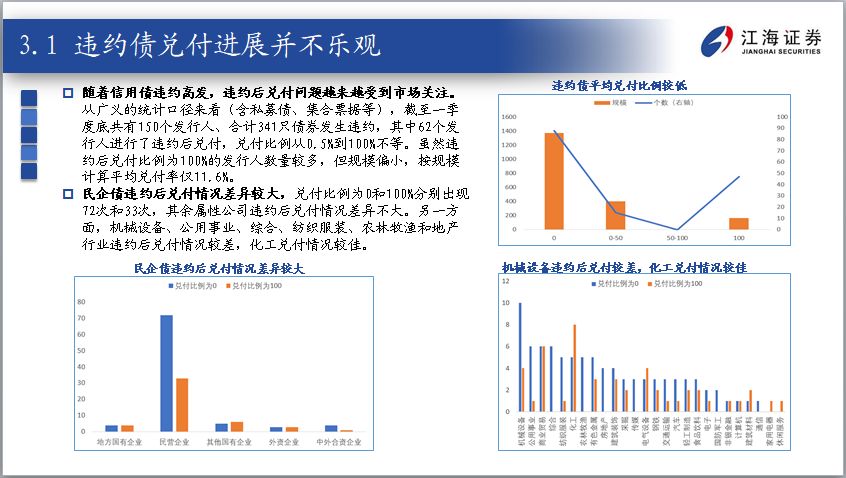 3.1 违约债兑付进展并不乐观
江海证券
JIANGHAI SECURITIES
随着信用债违约高发，违约后兑付问题越来越受到市场关注。
从广义的统计口径来看（含私募债、集合票据等），截至一季
度底共有150个发行人、合计341只债券发生违约，其中62个发
行人进行了违约后兑付，兑付比例从0.5%到100%不等。虽然违
约后兑付比例为100%的发行人数量较多，但规模偏小，按规模
计算平均兑付率仅11.6%。
民企债违约后兑付情况差异较大，兑付比例为0和100%分别出现
72次和33次，其余属性公司违约后兑付情况差异不大。另一方
面，机械设备、公用事业、综合、纺织服装、农林牧渔和地产
行业违约后兑付情况较差，化工兑付情况较佳。
违约债平均兑付比例较低
规模 个数（右轴）
1600 100
1400 90
1200 80
1000 70
800 60
600 50
400 40
200 30
0 20
10
0
0 0-50 50-100 100
民企债违约后兑付情况差异较大
兑付比例为0 兑付比例为100
80
70
60
50
40
30
20
10
0
地方国有企业 民营企业 其他国有企业 外资企业 中外合资企业
机械设备违约后兑付较差，化工兑付情况较佳
兑付比例为0 兑付比例为100
12
10
8
6
4
2
0
机械设备 公用事业 商业贸易 综合 纺织服装 化工 农林牧渔 有色金属 房地产 建筑装饰 采掘 传媒 电气设备 钢铁 交通运输 汽车 轻工制造 食品饮料 电子 国防军工 非银金融 计算机 建筑材料 通信 家用电器 休闲服务